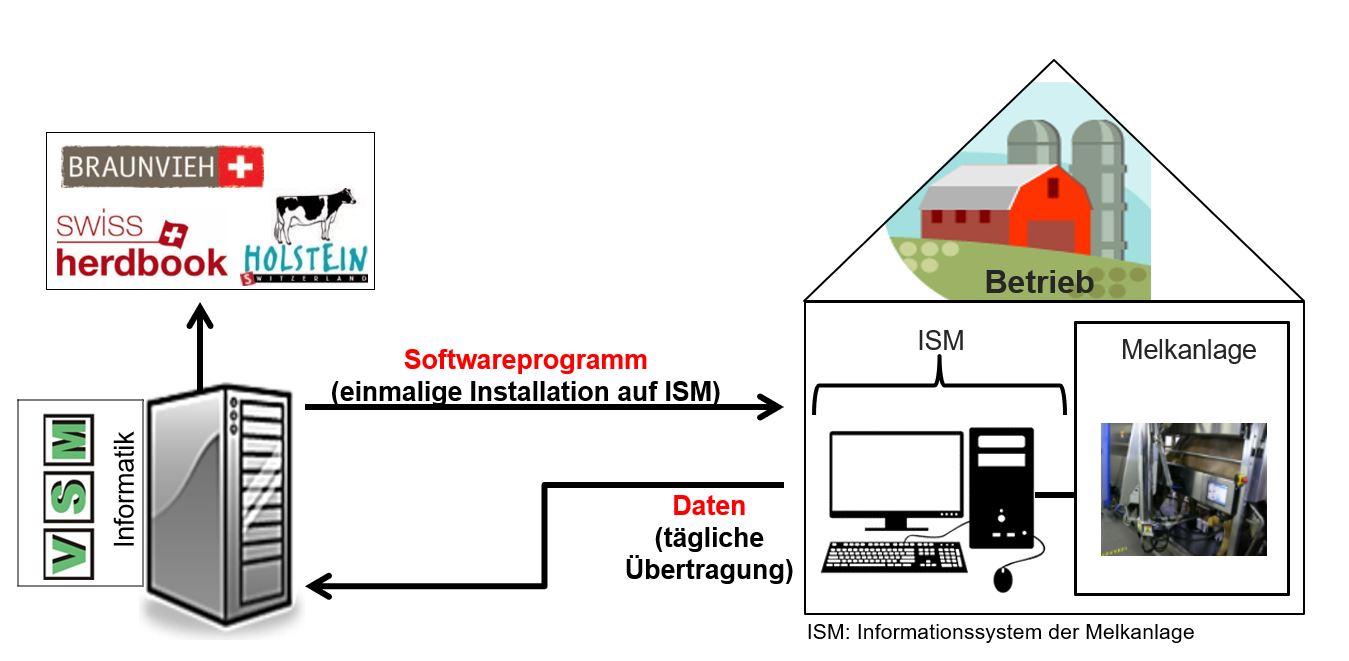 BRAUNVIEH
swiss
herdbook
HOLSTEIN
SWITZERLAND
VSM
Informatik
Softwareprogramm
(einmalige Installation auf ISM)
Daten
(tägliche
Übertragung)
Betrieb
ISM
Melkanlage
ISM: Informationssystem der Melkanlage